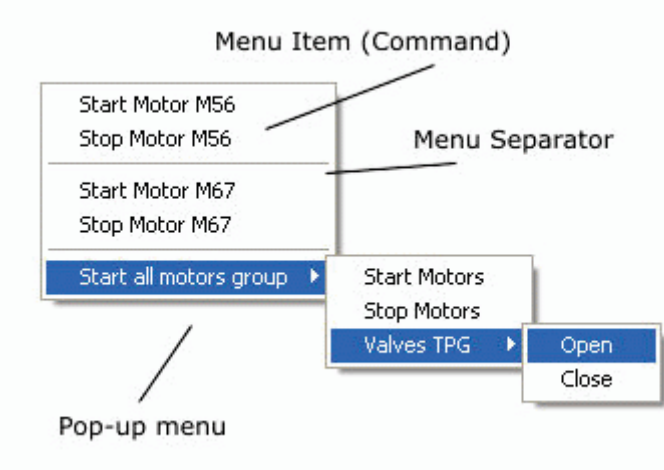 Menu Item (Command)
Start Motor M56
Stop Motor M56
Menu Separator
Start Motor M67
Stop Motor M67
Start all motors group
Start Motors
Stop Motors
Valves TPG
Open
Close
Pop-up menu